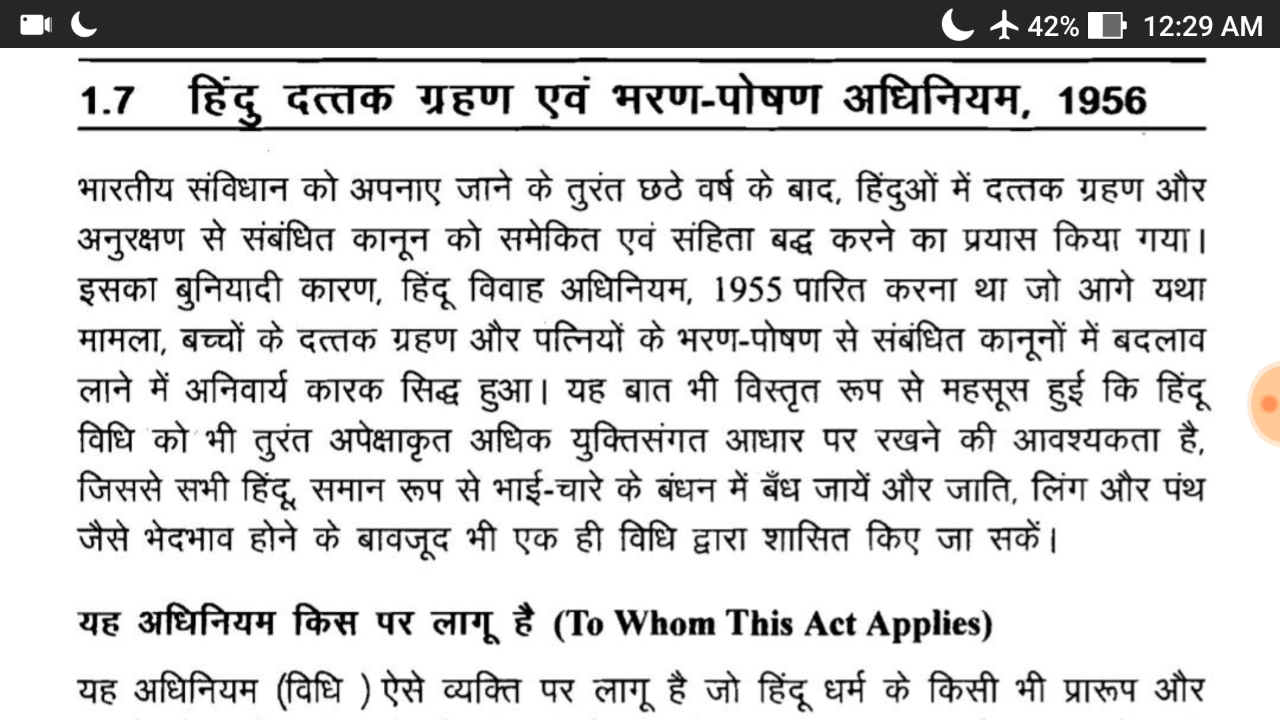 42% 12:29 AM
1.7 हिंदु दत्तक ग्रहण एवं भरण-पोषण अधिनियम, 1956
भारतीय संविधान को अपनाए जाने के तुरंत छठे वर्ष के बाद, हिंदुओं में दत्तक ग्रहण और
अनुरक्षण से संबंधित कानून को समेकित एवं संहिता बद्ध करने का प्रयास किया गया।
इसका बुनियादी कारण, हिंदू विवाह अधिनियम, 1955 पारित करना था जो आगे यथा
मामला, बच्चों के दत्तक ग्रहण और पत्नियों के भरण-पोषण से संबंधित कानूनों में बदलाव
लाने में अनिवार्य कारक सिद्ध हुआ। यह बात भी विस्तृत रूप से महसूस हुई कि हिंदू
विधि को भी तुरंत अपेक्षाकृत अधिक युक्तिसंगत आधार पर रखने की आवश्यकता है,
जिससे सभी हिंदू, समान रूप से भाई-चारे के बंधन में बँध जायें और जाति, लिंग और पंथ
जैसे भेदभाव होने के बावजूद भी एक ही विधि द्वारा शासित किए जा सकें।
यह अधिनियम किस पर लागू है (To Whom This Act Applies)
यह अधिनियम (विधि ) ऐसे व्यक्ति पर लागू है जो हिंदू धर्म के किसी भी प्रारूप और